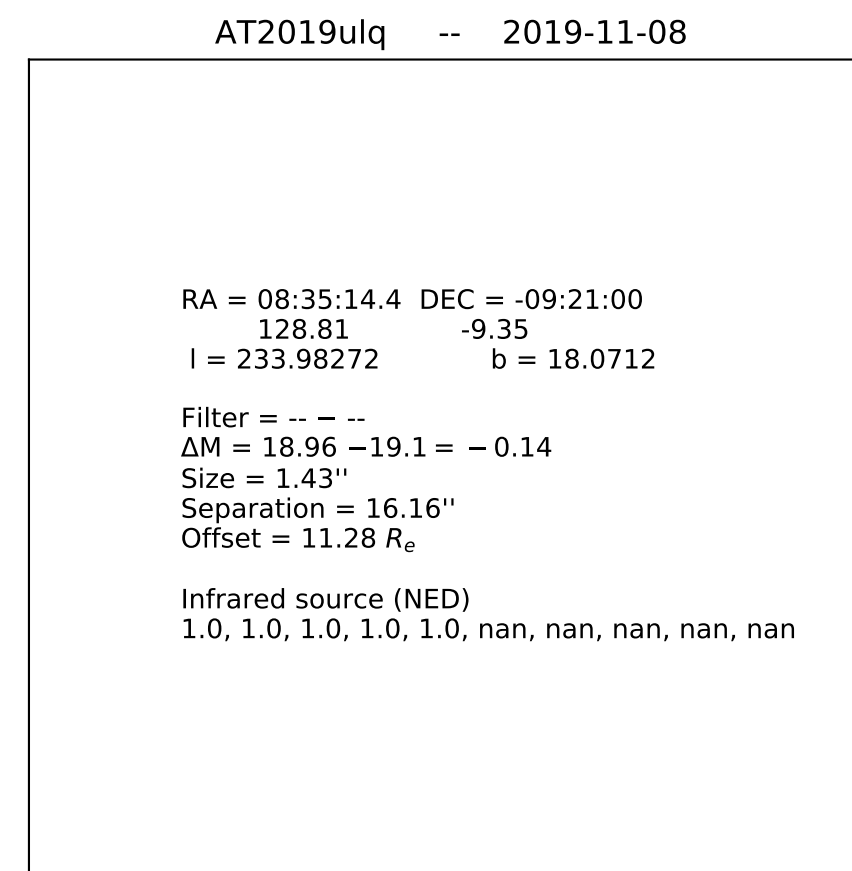 AT2019ulq -- 2019-11-08
RA = 08:35:14.4 DEC = -09:21:00
128.81 -9.35
l = 233.98272 b = 18.0712
Filter = -- − --
ΔM = 18.96 −19.1 = −0.14
Size = 1.43''
Separation = 16.16''
Offset = 11.28 Re
Infrared source (NED)
1.0, 1.0, 1.0, 1.0, 1.0, nan, nan, nan, nan, nan